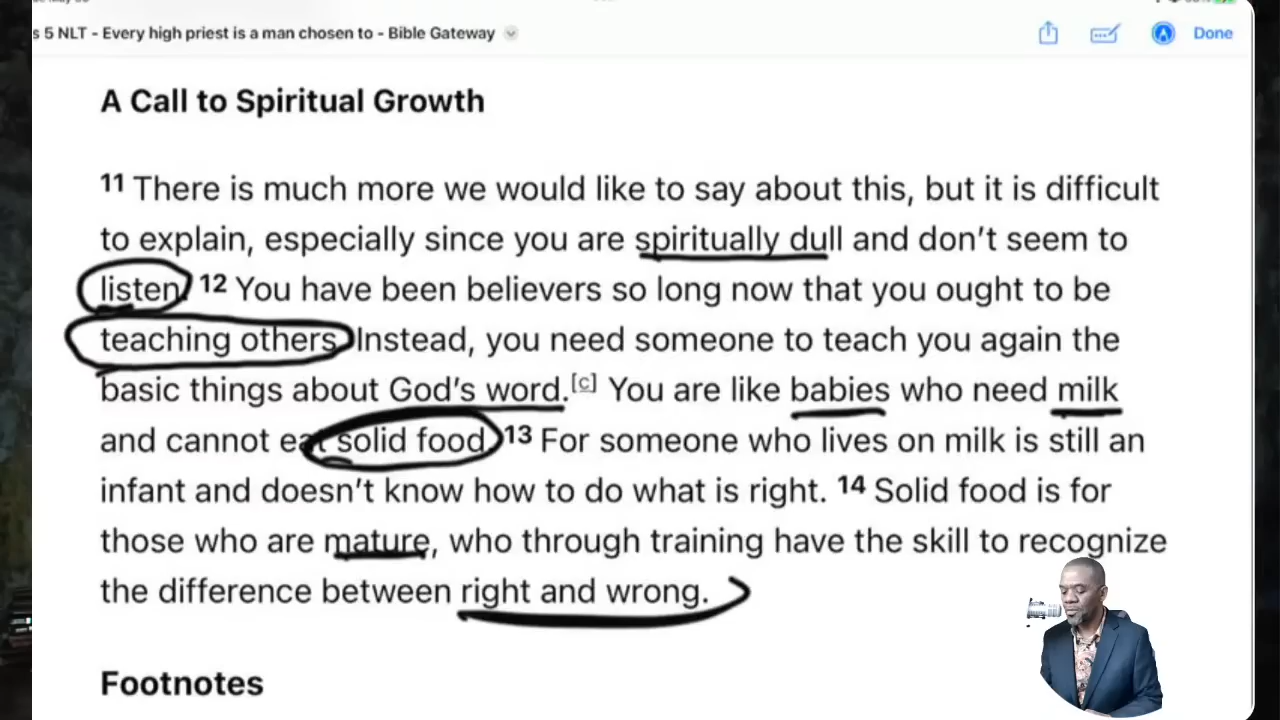 s 5 NLT - Every high priest is a man chosen to - Bible Gateway
Done
A Call to Spiritual Growth
11 There is much more we would like to say about this, but it is difficult
to explain, especially since you are spiritually dull and don't seem to
listen. 12 You have been believers so long now that you ought to be
teaching others. Instead, you need someone to teach you again the
basic things about God's word.[c] You are like babies who need milk
and cannot eat solid food. 13 For someone who lives on milk is still an
infant and doesn't know how to do what is right. 14 Solid food is for
those who are mature, who through training have the skill to recognize
the difference between right and wrong.
Footnotes